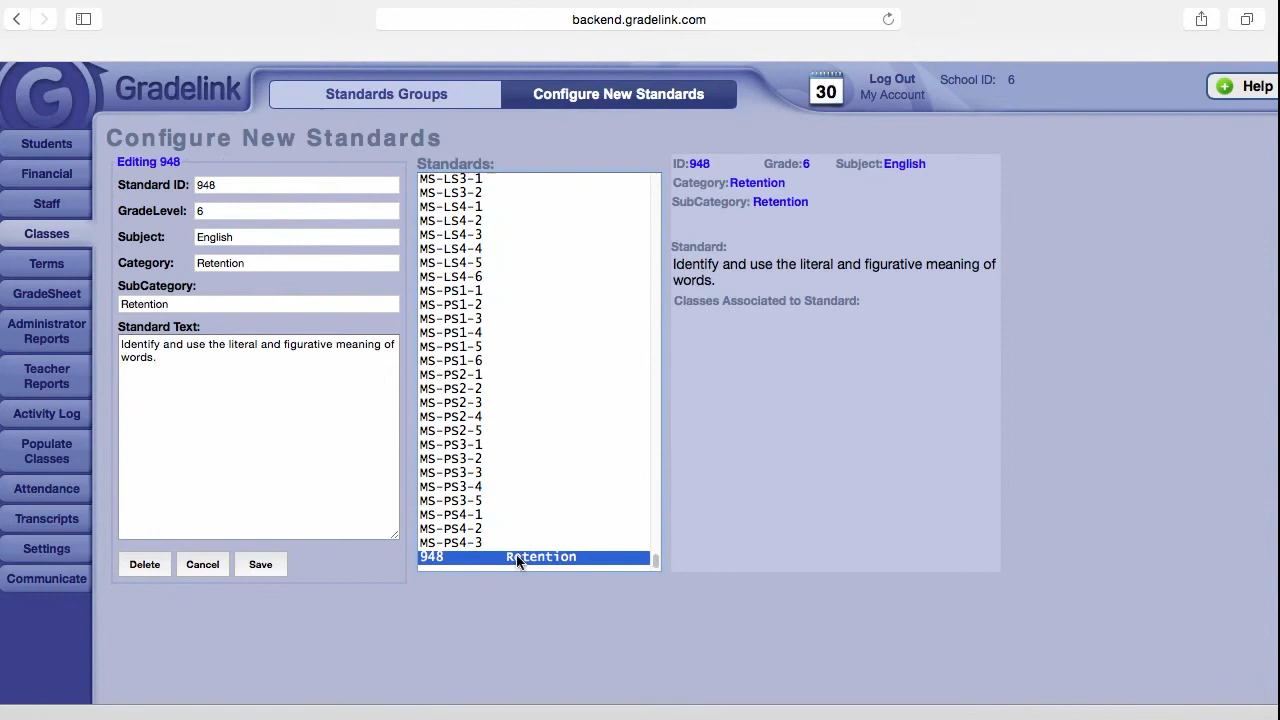 backend.gradelink.com
G Gradelink
Standards Groups
Configure New Standards
30
Log Out
My Account
School ID: 6
Help
Students
Financial
Staff
Classes
Terms
GradeSheet
Administrator
Reports
Teacher
Reports
Activity Log
Populate
Classes
Attendance
Transcripts
Settings
Communicate
Configure New Standards
Editing 948
Standard ID: 948
GradeLevel: 6
Subject: English
Category: Retention
SubCategory:
Retention
Standard Text:
Identify and use the literal and figurative meaning of
words.
Delete
Cancel
Save
Standards:
MS-LS3-1
MS-LS3-2
MS-LS4-1
MS-LS4-2
MS-LS4-3
MS-LS4-4
MS-LS4-5
MS-LS4-6
MS-PS1-1
MS-PS1-2
MS-PS1-3
MS-PS1-4
MS-PS1-5
MS-PS1-6
MS-PS2-1
MS-PS2-2
MS-PS2-3
MS-PS2-4
MS-PS2-5
MS-PS3-1
MS-PS3-2
MS-PS3-3
MS-PS3-4
MS-PS3-5
MS-PS4-1
MS-PS4-2
MS-PS4-3
948 Retention
ID:948 Grade:6 Subject:English
Category:Retention
SubCategory: Retention
Standard:
Identify and use the literal and figurative meaning of
words.
Classes Associated to Standard: